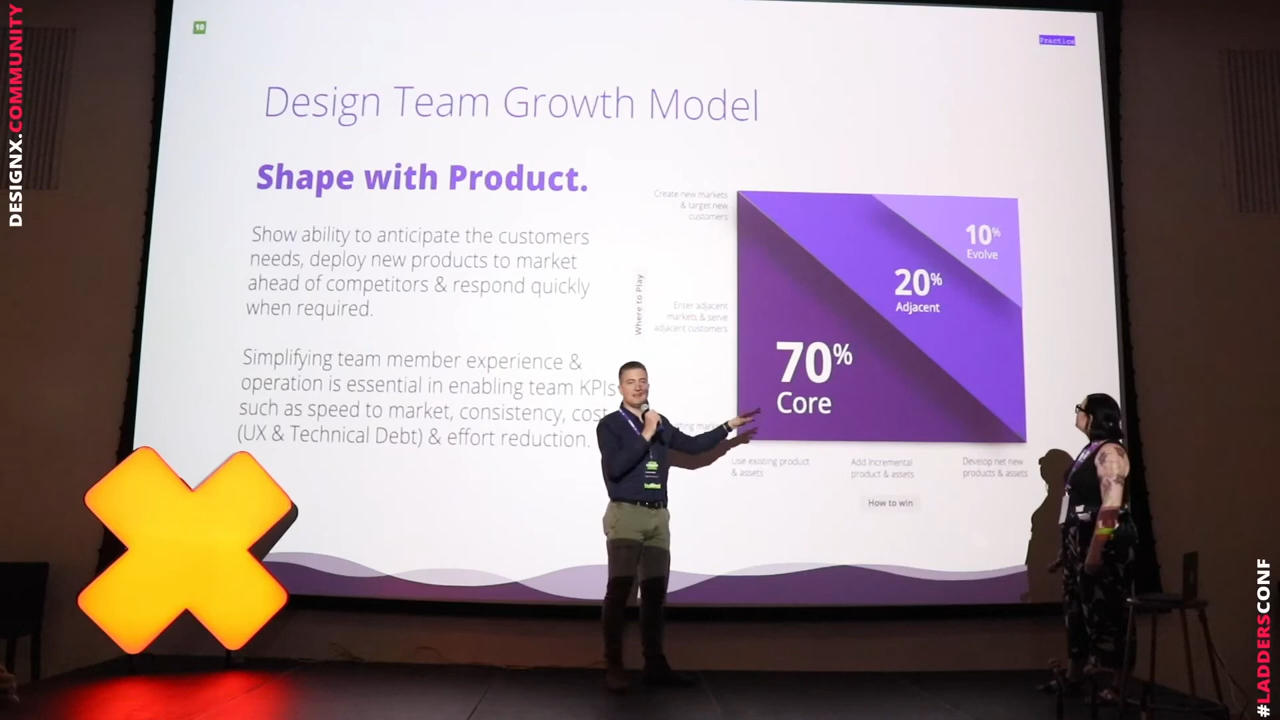 DESIGNX.COMMUNITY
10
Practice
Design Team Growth Model
Shape with Product.
Show ability to anticipate the customers
needs, deploy new products to market
ahead of competitors & respond quickly
when required.
Simplifying team member experience &
operation is essential in enabling team KPIs
such as speed to market, consistency, cost
(UX & Technical Debt) & effort reduction.
Where to Play
Create new markets
& target new
customers
Enter adjacent
markets & serve
adjacent customers
10%
Evolve
20%
Adjacent
70%
Core
Use existing product
& assets
Add incremental
product & assets
Develop net new
products & assets
How to win
#LADDERSCONF